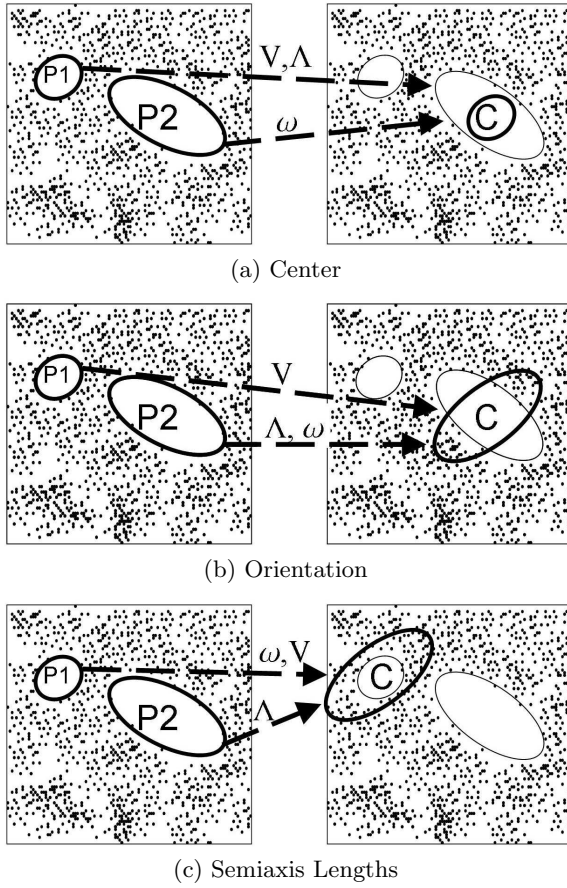 P1
P2
V,Λ
ω
C
(a) Center
P1
P2
V
Λ, ω
C
(b) Orientation
P1
P2
ω,V
Λ
C
(c) Semiaxis Lengths